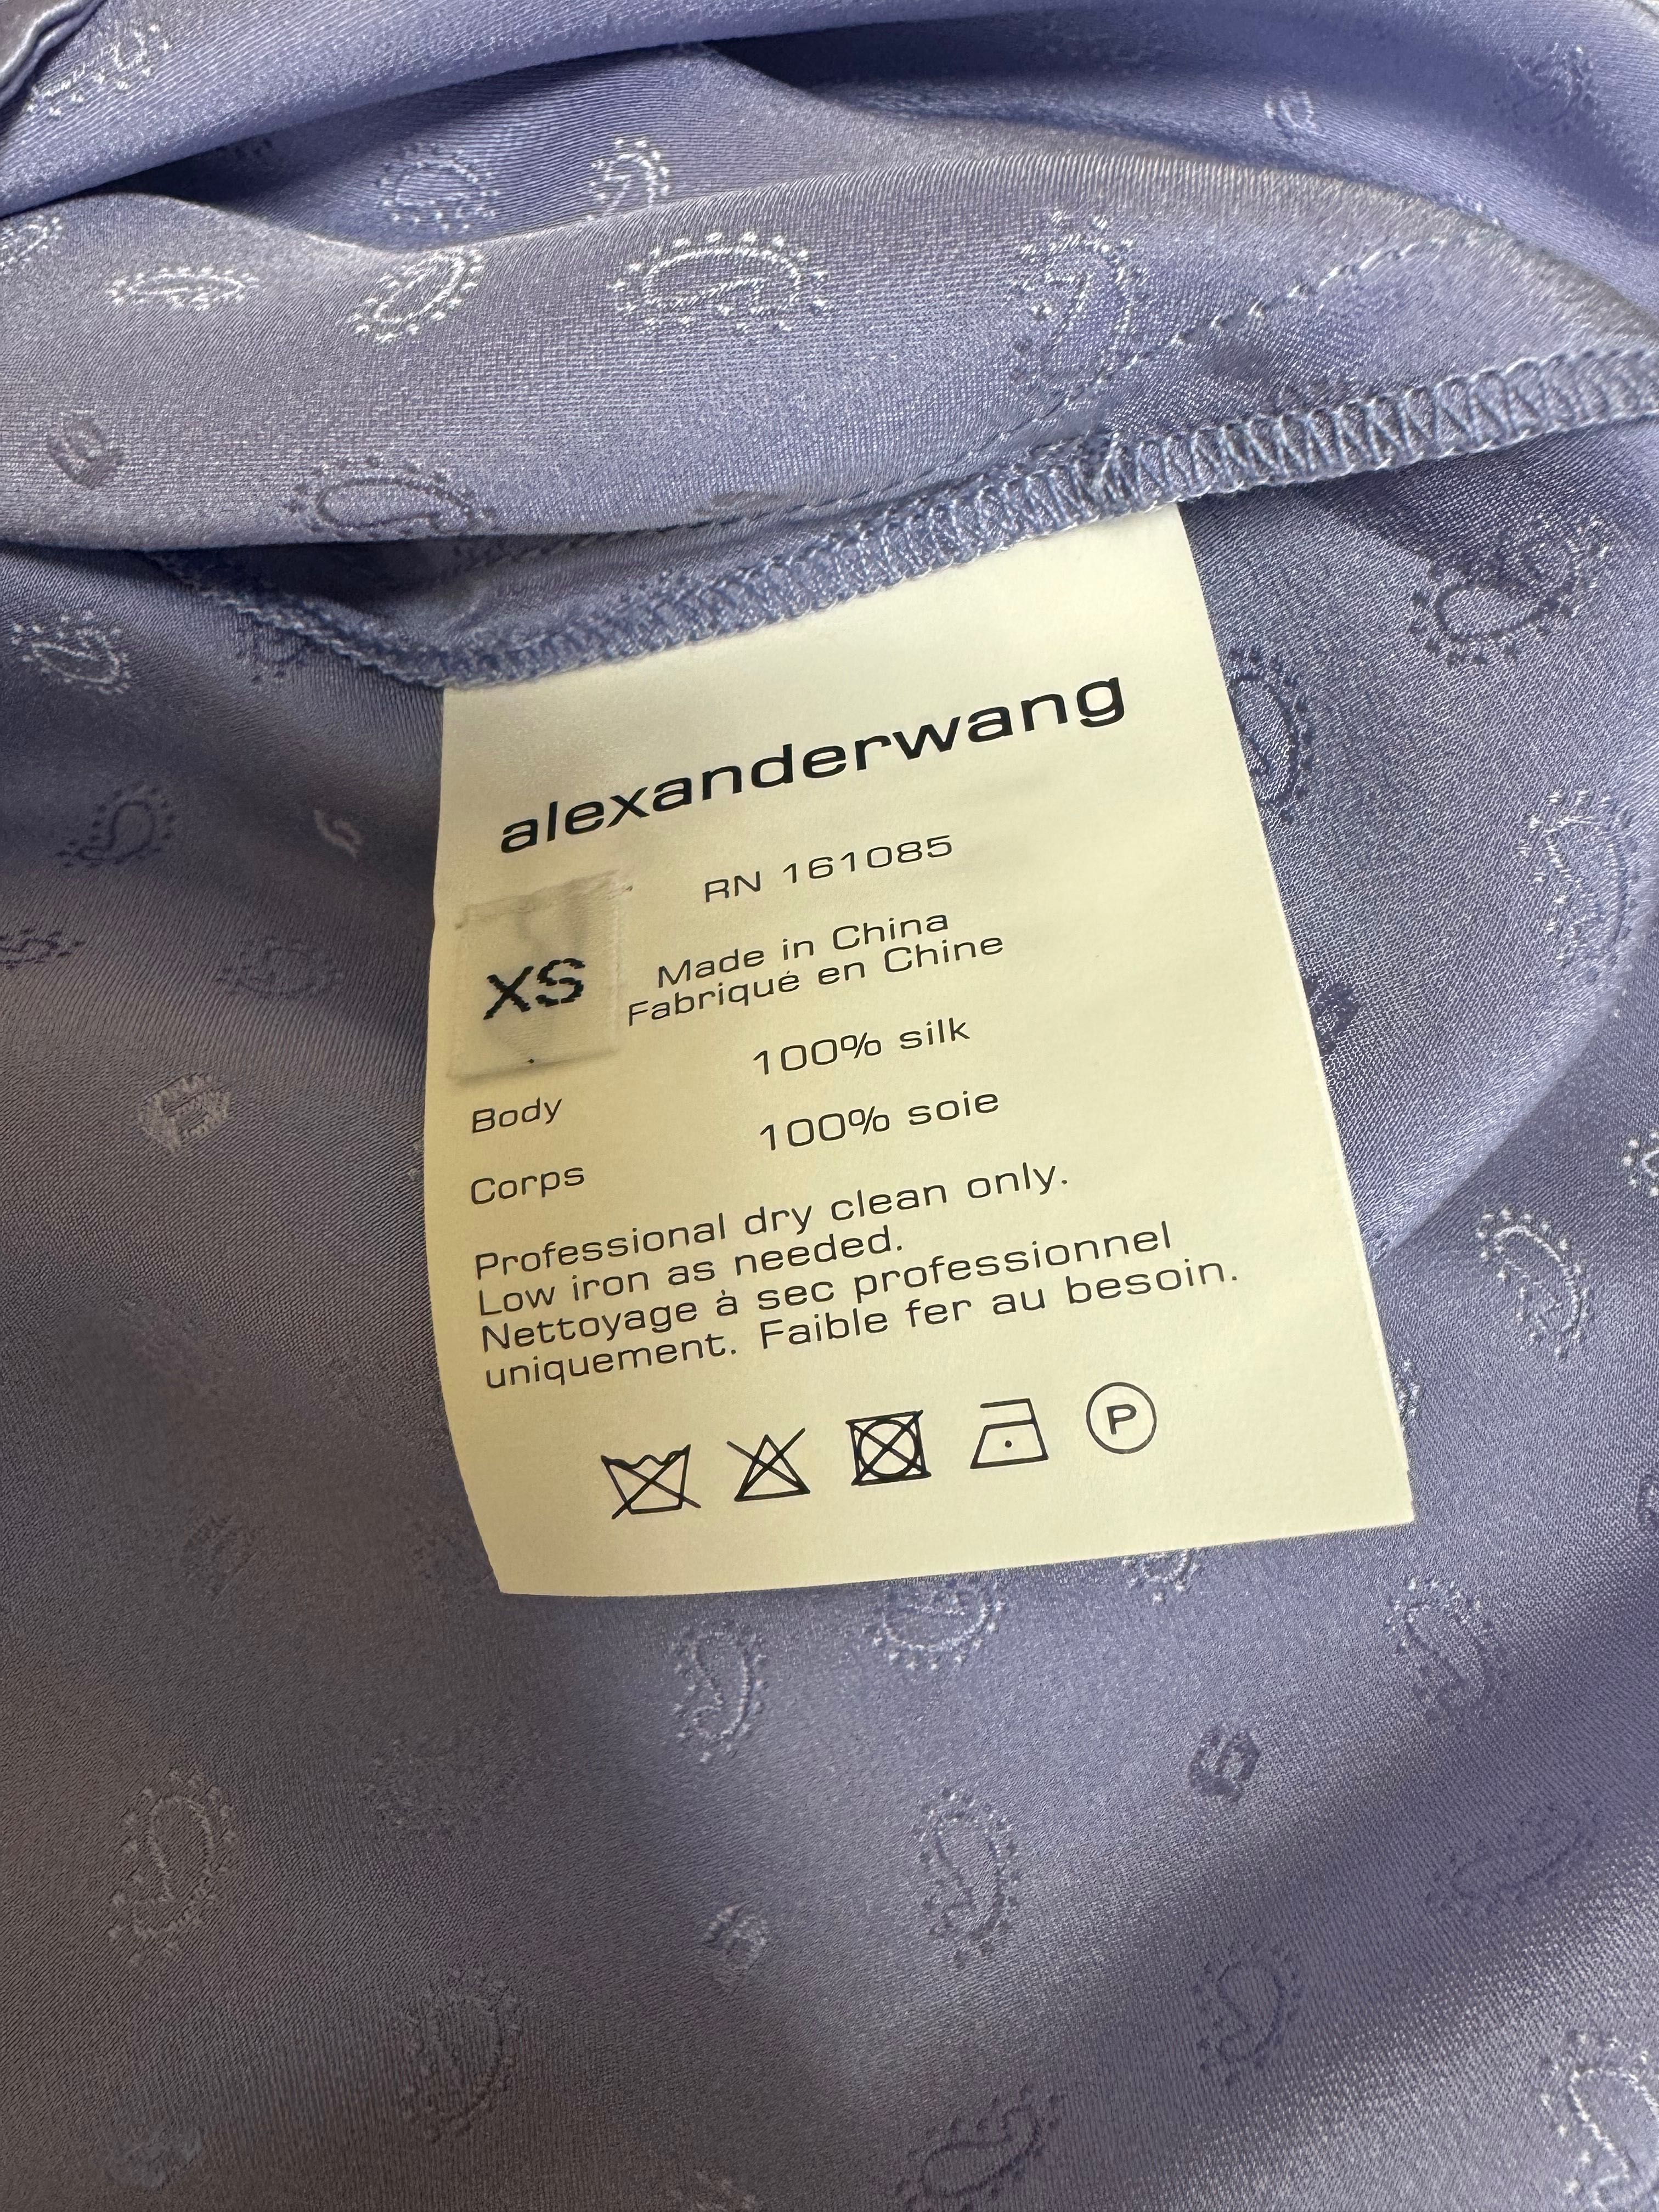 alexanderwang
RN 161085
XS
Made in China
Fabriqué en Chine
Body 100% silk
Corps 100% soie
Professional dry clean only.
Low iron as needed.
Nettoyage à sec professionnel
uniquement. Faible fer au besoin.
P